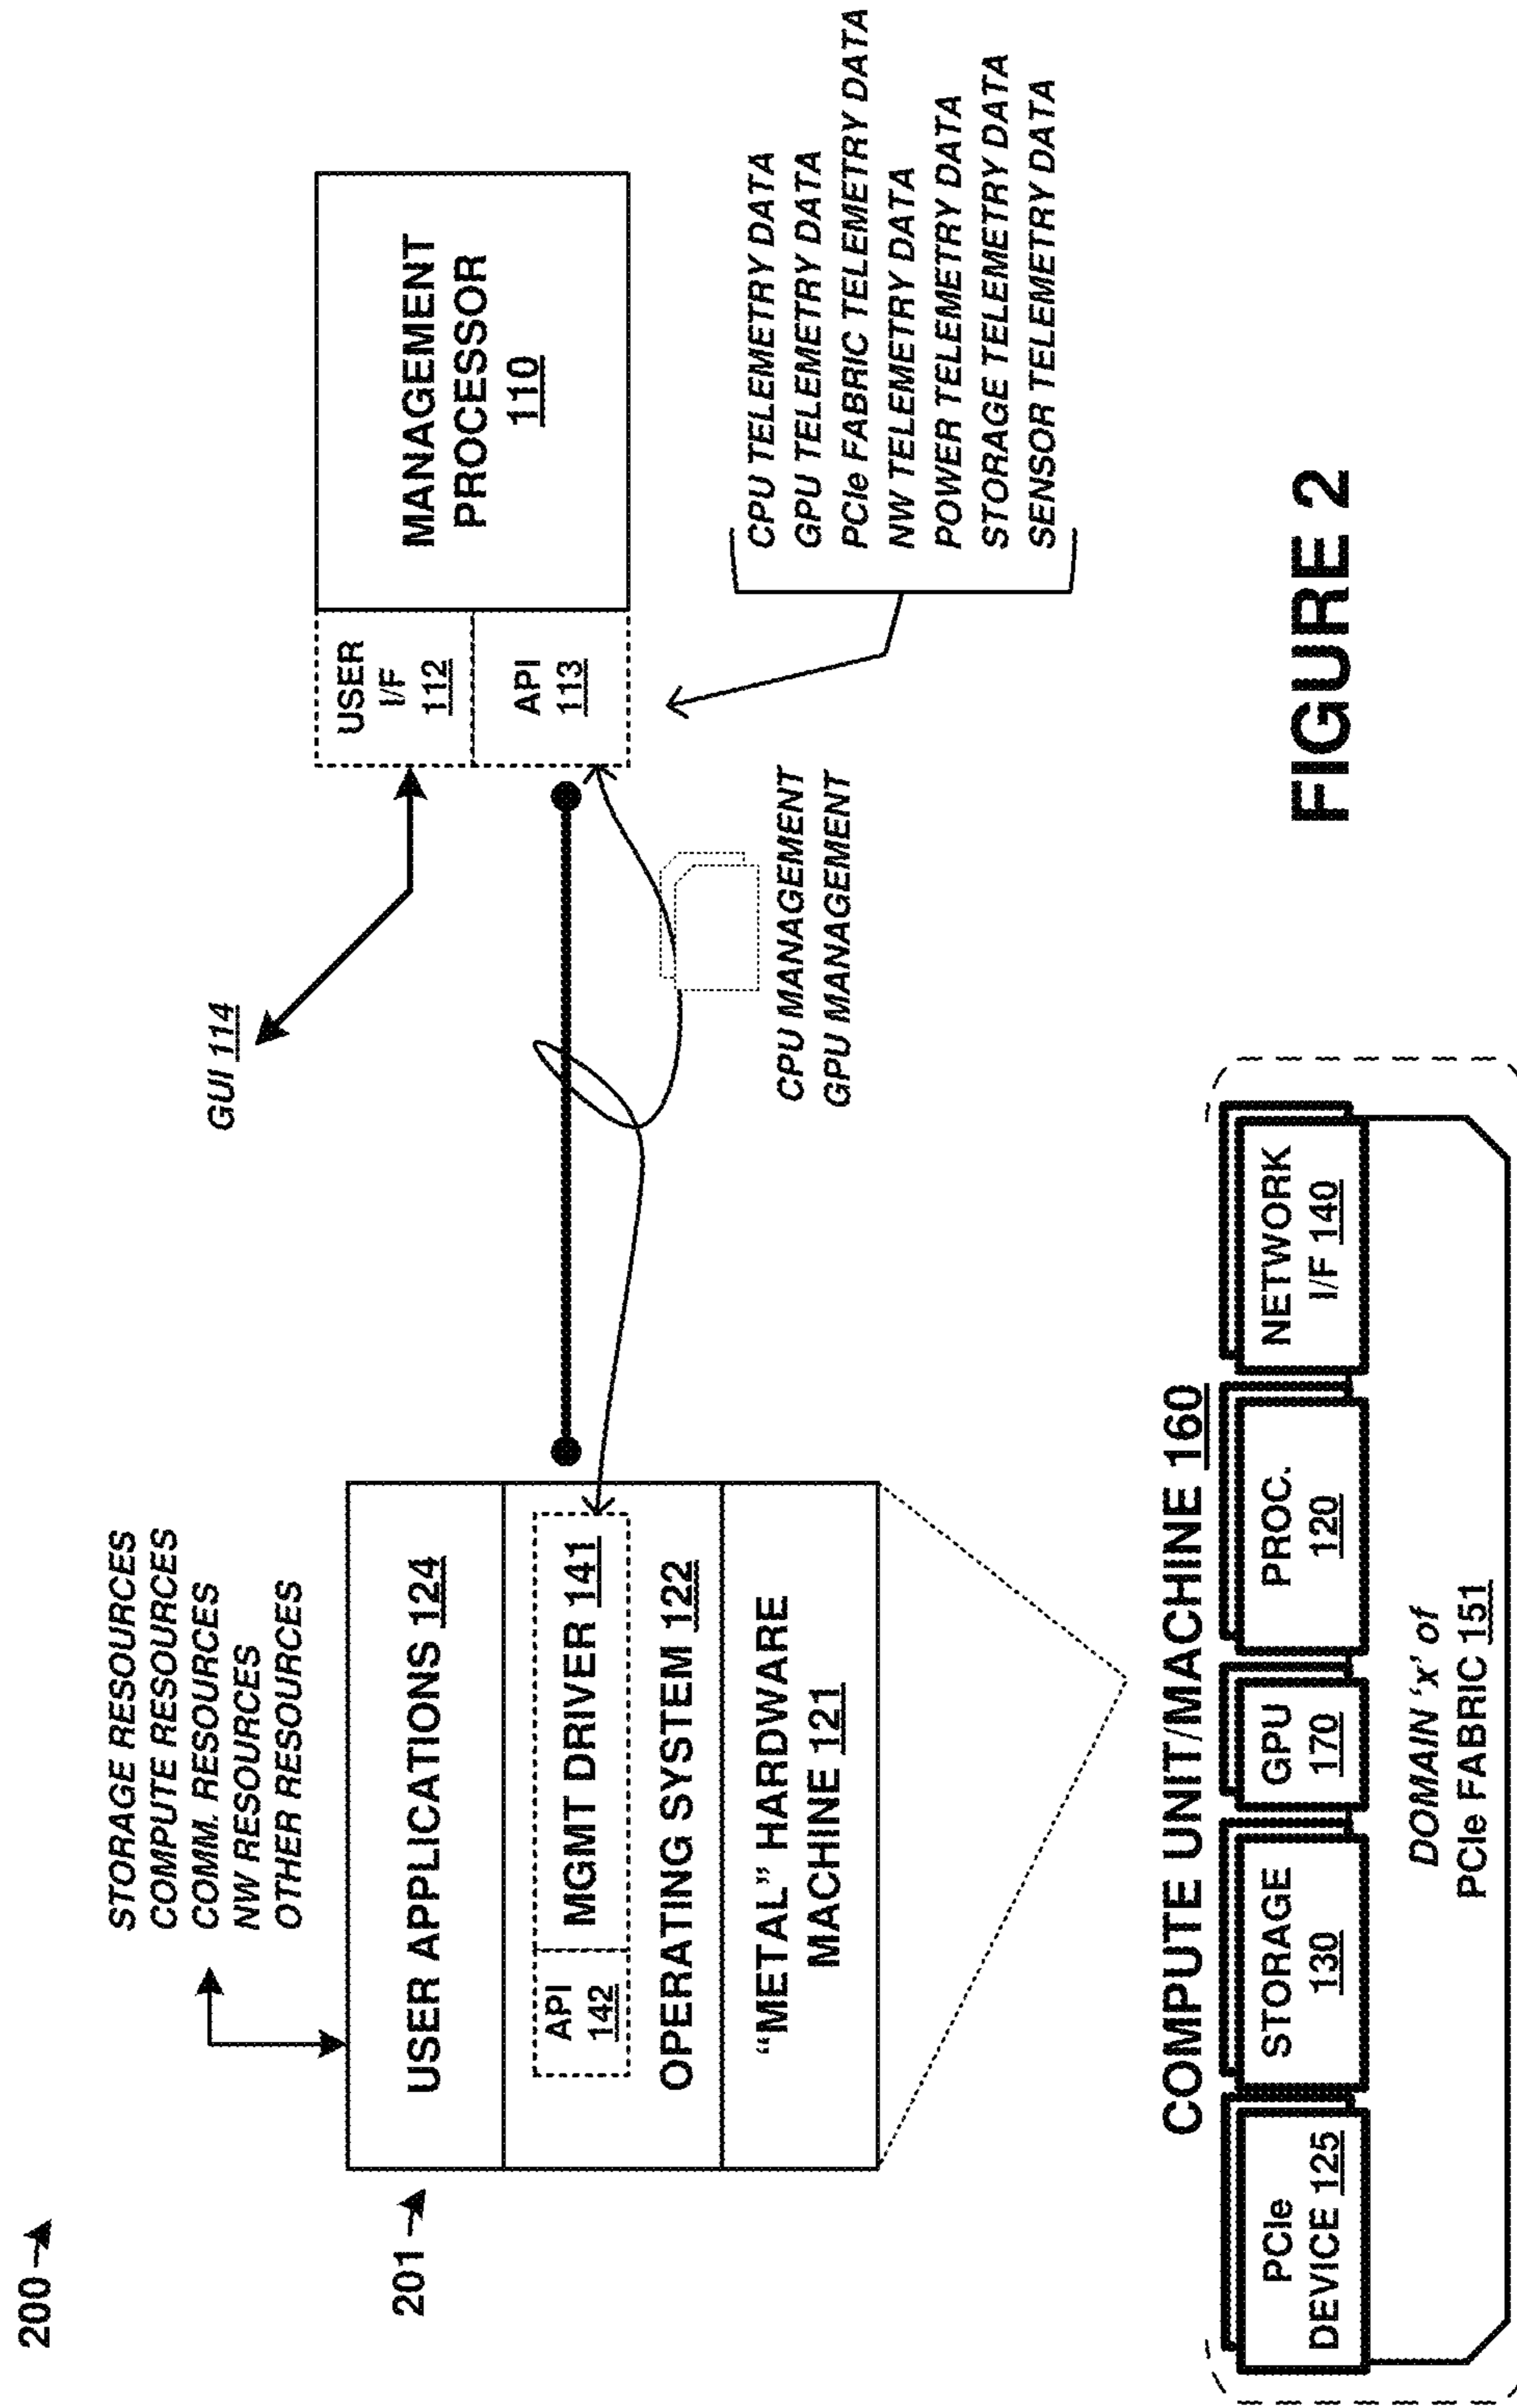 200
STORAGE RESOURCES
COMPUTE RESOURCES
COMM. RESOURCES
NW RESOURCES
OTHER RESOURCES
201
USER APPLICATIONS 124
API
142
MGMT DRIVER 141
OPERATING SYSTEM 122
“METAL” HARDWARE
MACHINE 121
GUI 114
USER
I/F
112
API
113
MANAGEMENT
PROCESSOR
110
CPU MANAGEMENT
GPU MANAGEMENT
CPU TELEMETRY DATA
GPU TELEMETRY DATA
PCIe FABRIC TELEMETRY DATA
NW TELEMETRY DATA
POWER TELEMETRY DATA
STORAGE TELEMETRY DATA
SENSOR TELEMETRY DATA
COMPUTE UNIT/MACHINE 160
PCIe
DEVICE 125
STORAGE
130
GPU
170
PROC.
120
NETWORK
I/F 140
DOMAIN ‘x’ of
PCIe FABRIC 151
FIGURE 2